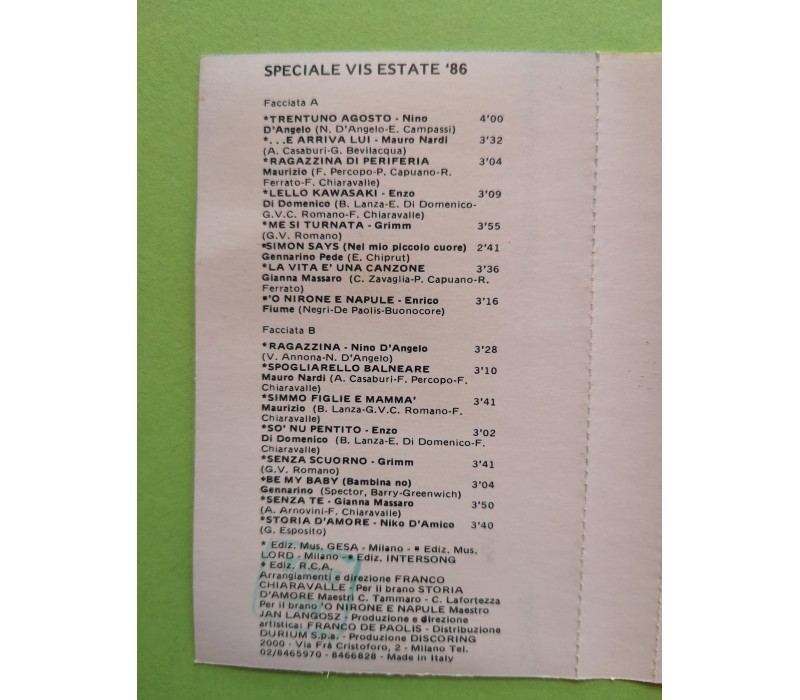 SPECIALE VIS ESTATE '86
Facciata A
*TRENTUNO AGOSTO - Nino 4'00
D'Angelo (N. D'Angelo-E. Campassi)
*...E ARRIVA LUI - Mauro Nardi 3'32
(A. Casaburi-G. Bevilacqua)
*RAGAZZINA DI PERIFERIA 3'04
Maurizio (F. Percopo-P. Capuano-R.
Ferrato-F. Chiaravalle)
*LELLO KAWASAKI - Enzo 3'09
Di Domenico (B. Lanza-E. Di Domenico-
G.V.C. Romano-F. Chiaravalle)
*ME SI TURNATA - Grimm 3'55
(G.V. Romano)
■SIMON SAYS (Nel mio piccolo cuore) 2'41
Gennarino Pede (E. Chiprut)
*LA VITA E' UNA CANZONE 3'36
Gianna Massaro (C. Zavaglia-P. Capuano-R.
Ferrato)
■'O NIRONE E NAPULE - Enrico 3'16
Fiume (Negri-De Paolis-Buonocore)
Facciata B
*RAGAZZINA - Nino D'Angelo 3'28
(V. Annona-N. D'Angelo)
*SPOGLIARELLO BALNEARE 3'10
Mauro Nardi (A. Casaburi-F. Percopo-F.
Chiaravalle)
*SIMMO FIGLIE E MAMMA' 3'41
Maurizio (B. Lanza-G.V.C. Romano-F.
Chiaravalle)
*SO' NU PENTITO - Enzo 3'02
Di Domenico (B. Lanza-E. Di Domenico-F.
Chiaravalle)
*SENZA SCUORNO - Grimm 3'41
(G.V. Romano)
*BE MY BABY (Bambina no) 3'04
Gennarino (Spector, Barry-Greenwich)
*SENZA TE - Gianna Massaro 3'50
(A. Arnovini-F. Chiaravalle)
*STORIA D'AMORE - Niko D'Amico 3'40
(G. Esposito)
* Ediz. Mus. GESA - Milano - ■ Ediz. Mus.
LORD - Milano - ■ Ediz. INTERSONG
* Ediz. R.C.A.
Arrangiamenti e direzione FRANCO
CHIARAVALLE - Per il brano STORIA
D'AMORE Maestri C. Tammaro - C. Lafortezza
Per il brano 'O NIRONE E NAPULE Maestro
JAN LANGOSZ - Produzione e direzione
artistica: FRANCO DE PAOLIS - Distribuzione
DURIUM S.p.a. - Produzione DISCORING
2000 - Via Frà Cristoforo, 2 - Milano Tel.
02/8465970 - 8466828 - Made in Italy